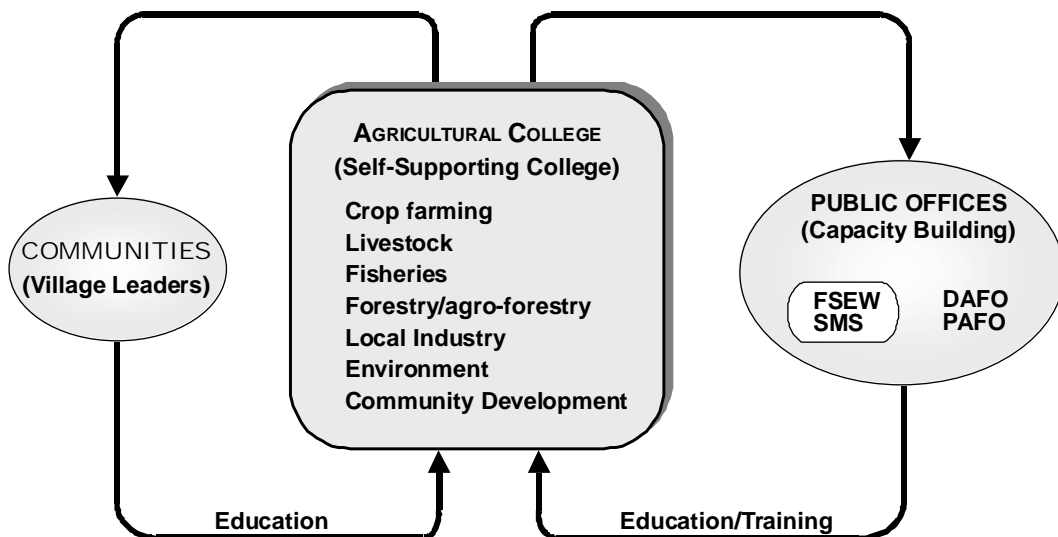 AGRICULTURAL COLLEGE
(Self-Supporting College)
Crop farming
Livestock
Fisheries
Forestry/agro-forestry
Local Industry
Environment
Community Development
COMMUNITIES
(Village Leaders)
PUBLIC OFFICES
(Capacity Building)
FSEW
SMS
DAFO
PAFO
Education
Education/Training